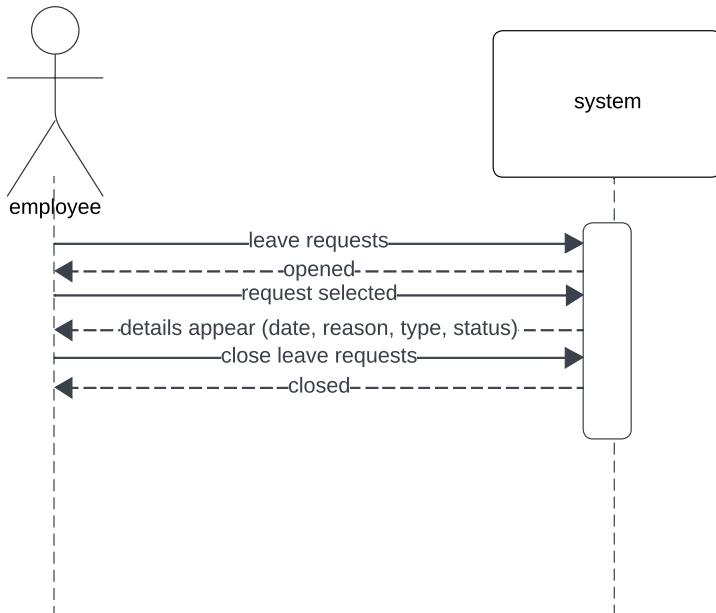 system
employee
leave requests
opened
request selected
details appear (date, reason, type, status)
close leave requests
closed